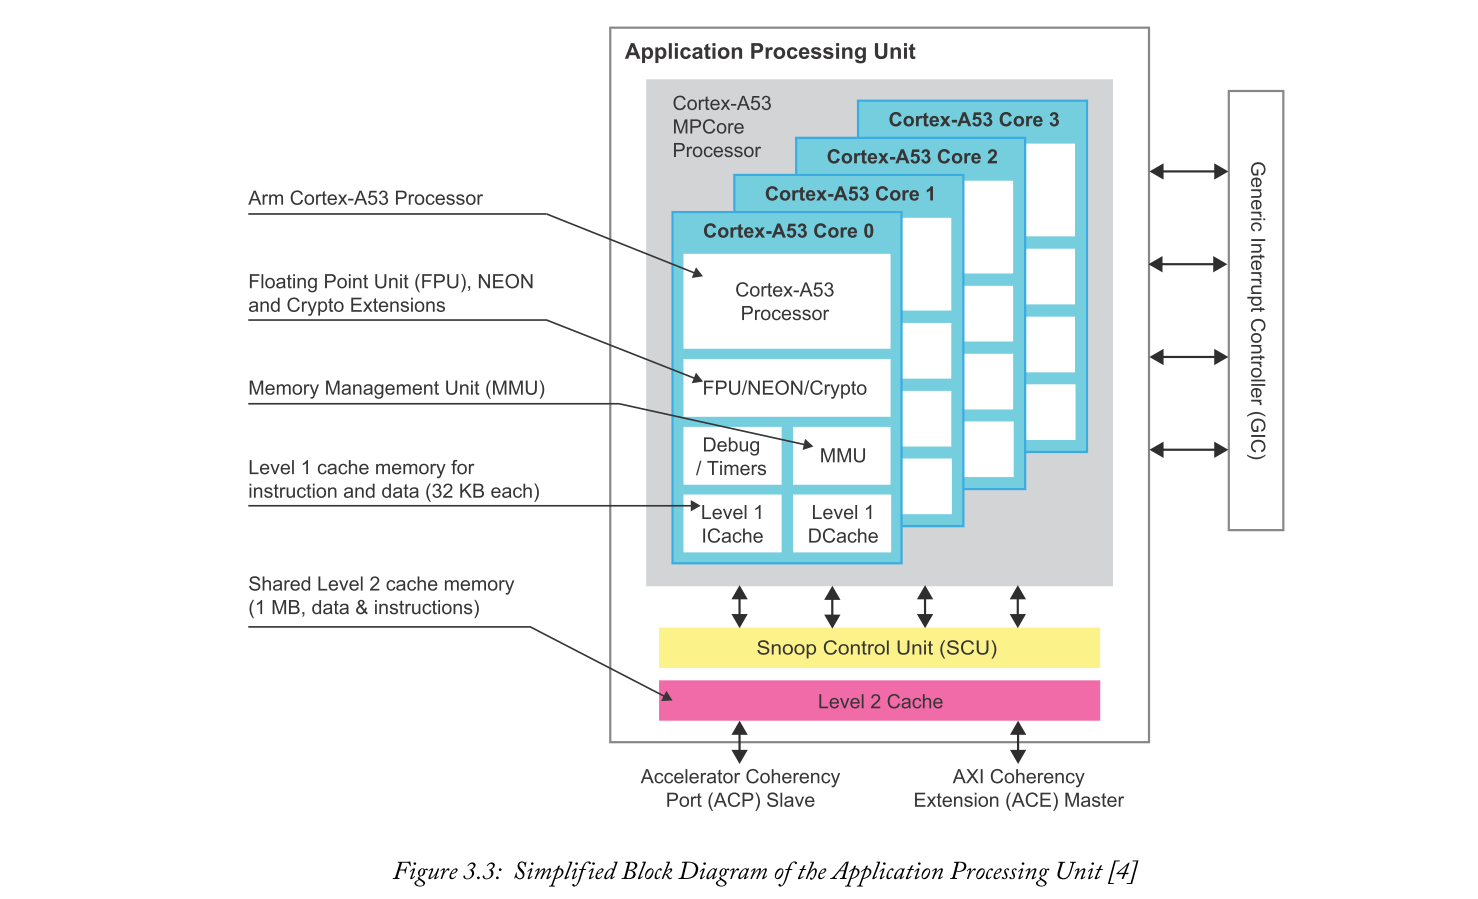 Application Processing Unit
Cortex-A53
MPCore
Processor
Cortex-A53 Core 3
Cortex-A53 Core 2
Cortex-A53 Core 1
Cortex-A53 Core 0
Cortex-A53
Processor
FPU/NEON/Crypto
Debug
/ Timers
MMU
Level 1
ICache
Level 1
DCache
Arm Cortex-A53 Processor
Floating Point Unit (FPU), NEON
and Crypto Extensions
Memory Management Unit (MMU)
Level 1 cache memory for
instruction and data (32 KB each)
Shared Level 2 cache memory
(1 MB, data & instructions)
Snoop Control Unit (SCU)
Level 2 Cache
Accelerator Coherency
Port (ACP) Slave
AXI Coherency
Extension (ACE) Master
Generic Interrupt Controller (GIC)
Figure 3.3: Simplified Block Diagram of the Application Processing Unit [4]